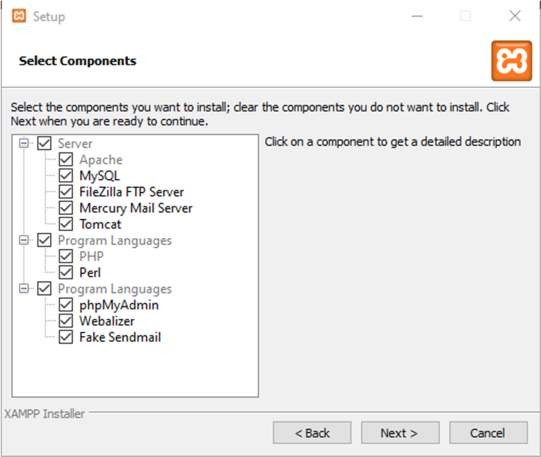 Setup
Select Components
Select the components you want to install; clear the components you do not want to install. Click
Next when you are ready to continue.
Click on a component to get a detailed description
Server
Apache
MySQL
FileZilla FTP Server
Mercury Mail Server
Tomcat
Program Languages
PHP
Perl
Program Languages
phpMyAdmin
Webalizer
Fake Sendmail
XAMPP Installer
< Back
Next >
Cancel